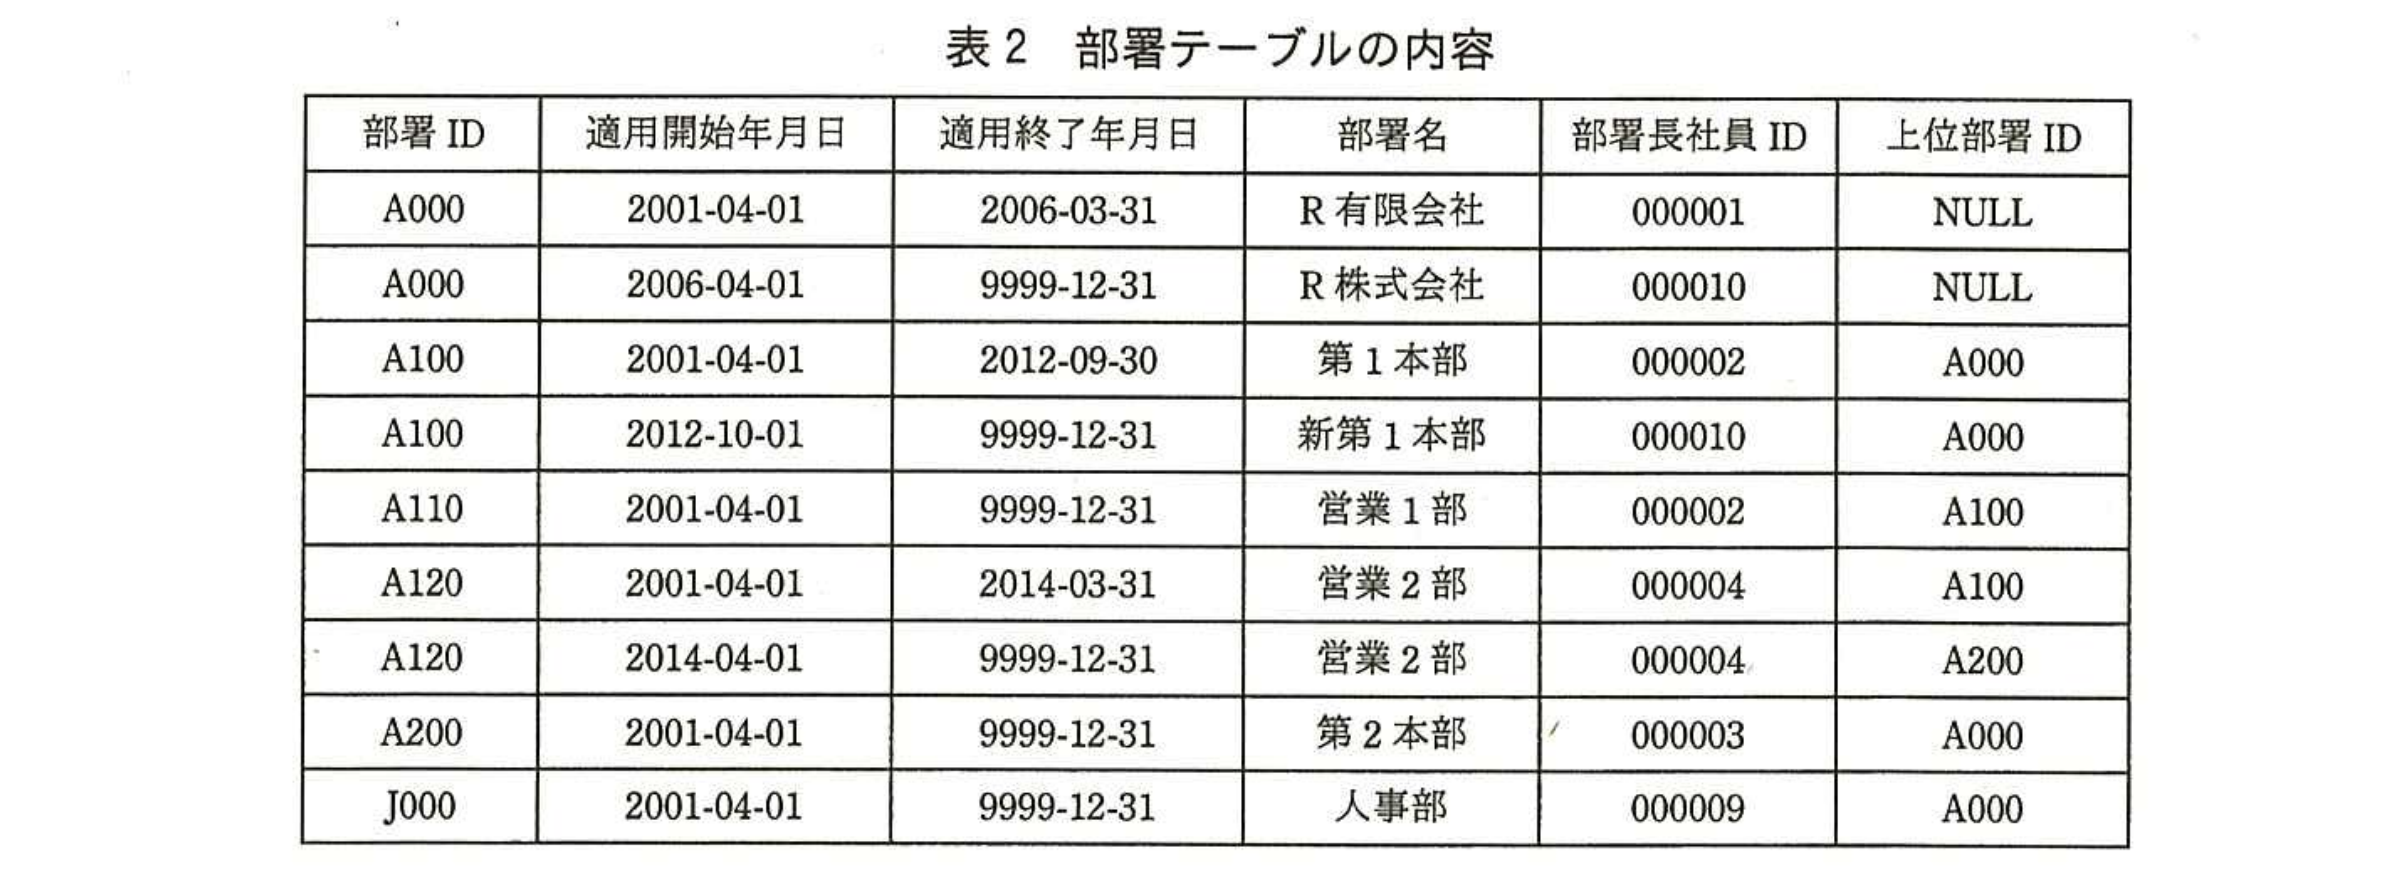 表2 部署テーブルの内容
部署 ID 適用開始年月日 適用終了年月日 部署名 部署長社員 ID 上位部署 ID
A000 2001-04-01 2006-03-31 R 有限会社 000001 NULL
A000 2006-04-01 9999-12-31 R 株式会社 000010 NULL
A100 2001-04-01 2012-09-30 第1本部 000002 A000
A100 2012-10-01 9999-12-31 新第1本部 000010 A000
A110 2001-04-01 9999-12-31 営業1部 000002 A100
A120 2001-04-01 2014-03-31 営業2部 000004 A100
A120 2014-04-01 9999-12-31 営業2部 000004 A200
A200 2001-04-01 9999-12-31 第2本部 000003 A000
J000 2001-04-01 9999-12-31 人事部 000009 A000